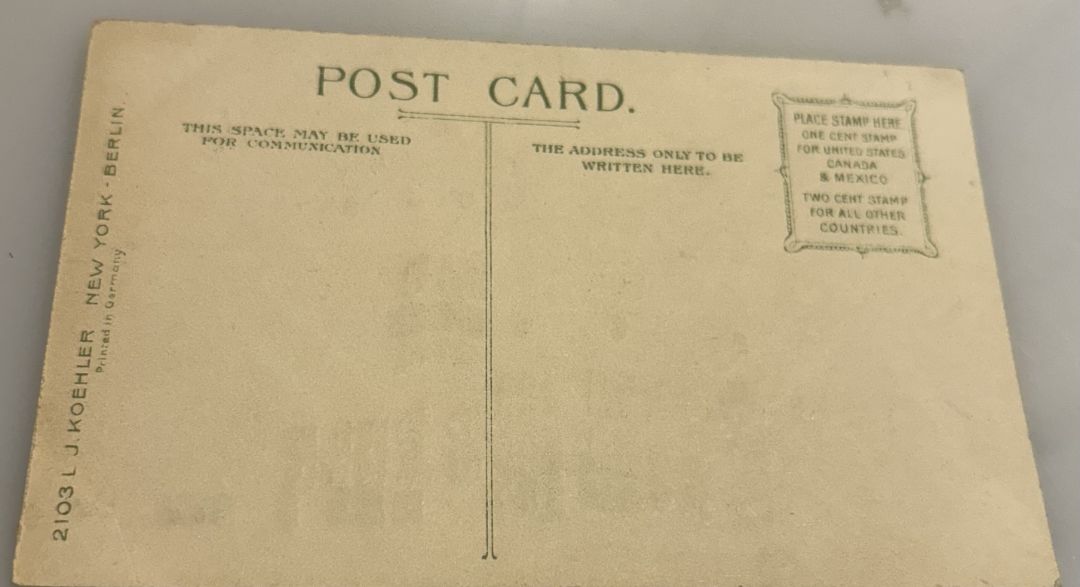 POST CARD.
THIS SPACE MAY BE USED
FOR COMMUNICATION
THE ADDRESS ONLY TO BE
WRITTEN HERE.
PLACE STAMP HERE
ONE CENT STAMP
FOR UNITED STATES
CANADA
& MEXICO
TWO CENT STAMP
FOR ALL OTHER
COUNTRIES.
2103 L J. KOEHLER NEW YORK - BERLIN.
Printed in Germany